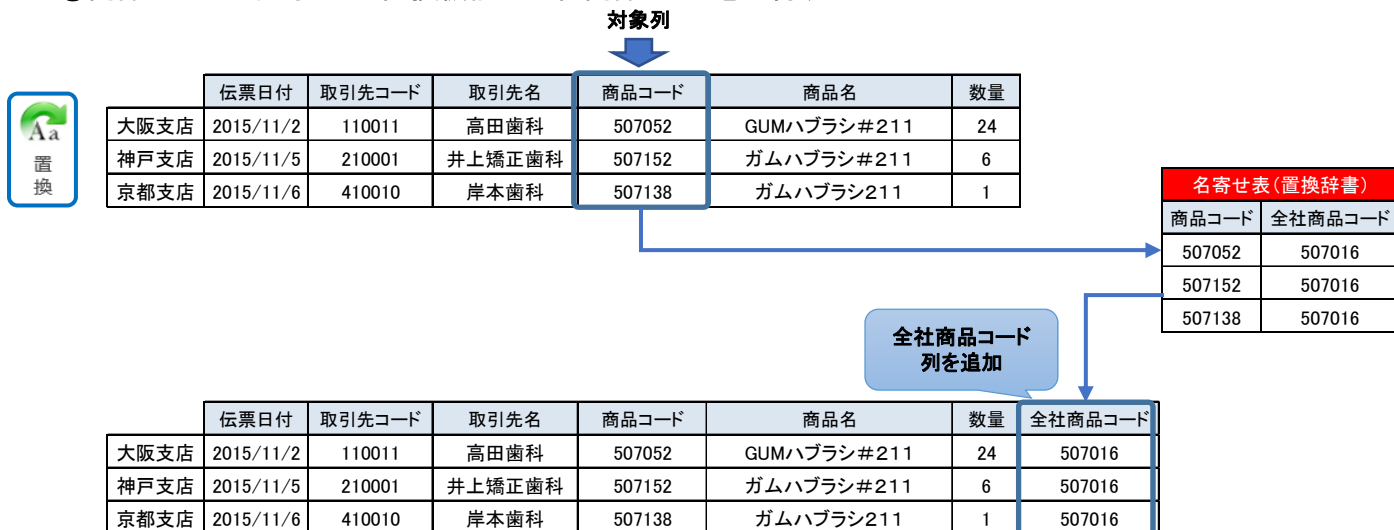 対象列
伝票日付 取引先コード 取引先名 商品コード 商品名 数量
大阪支店 2015/11/2 110011 高田歯科 507052 GUMハブラシ#211 24
神戸支店 2015/11/5 210001 井上矯正歯科 507152 ガムハブラシ#211 6
京都支店 2015/11/6 410010 岸本歯科 507138 ガムハブラシ211 1
Aa
置
換
名寄せ表(置換辞書)
商品コード 全社商品コード
507052 507016
507152 507016
507138 507016
全社商品コード
列を追加
伝票日付 取引先コード 取引先名 商品コード 商品名 数量 全社商品コード
大阪支店 2015/11/2 110011 高田歯科 507052 GUMハブラシ#211 24 507016
神戸支店 2015/11/5 210001 井上矯正歯科 507152 ガムハブラシ#211 6 507016
京都支店 2015/11/6 410010 岸本歯科 507138 ガムハブラシ211 1 507016